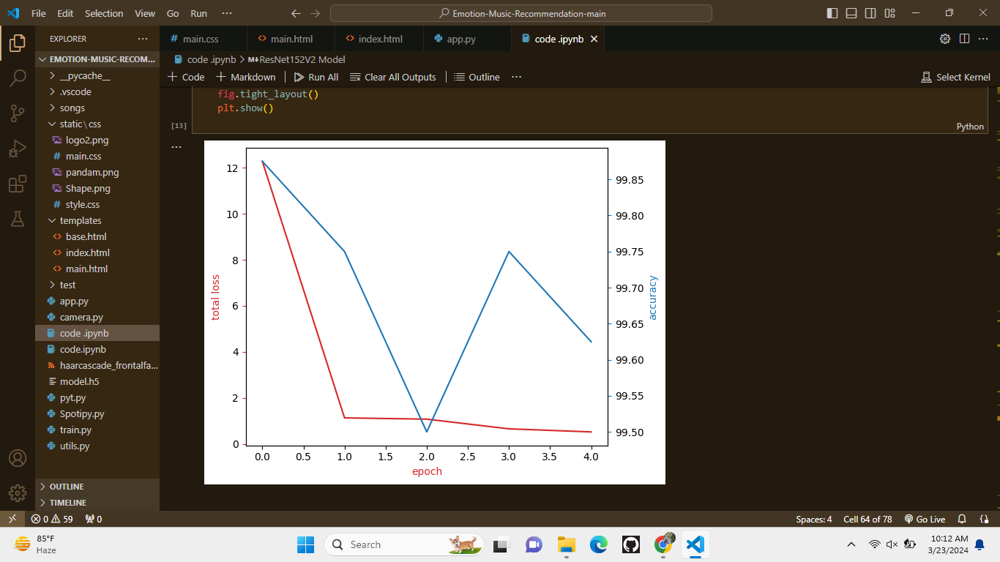 File Edit Selection View Go Run ··· Emotion-Music-Recommendation-main
EXPLORER ···
main.css main.html index.html app.py code .ipynb
EMOTION-MUSIC-RECOM...
code .ipynb > M↓ResNet152V2 Model
+ Code + Markdown Run All Clear All Outputs Outline ··· Select Kernel
__pycache__
.vscode
songs
static\css
logo2.png
main.css
pandam.png
Shape.png
style.css
templates
base.html
index.html
main.html
test
app.py
camera.py
code .ipynb
code.ipynb
haarcascade_frontalfa...
model.h5
pyt.py
Spotipy.py
train.py
utils.py
OUTLINE
TIMELINE
fig.tight_layout()
plt.show()
[13] Python
···
total loss
12
10
8
6
4
2
0
0.0 0.5 1.0 1.5 2.0 2.5 3.0 3.5 4.0
epoch
99.85
99.80
99.75
99.70
99.65
99.60
99.55
99.50
accuracy
0 59 0 Spaces: 4 Cell 64 of 78 Go Live
85°F
Haze
Search
10:12 AM
3/23/2024